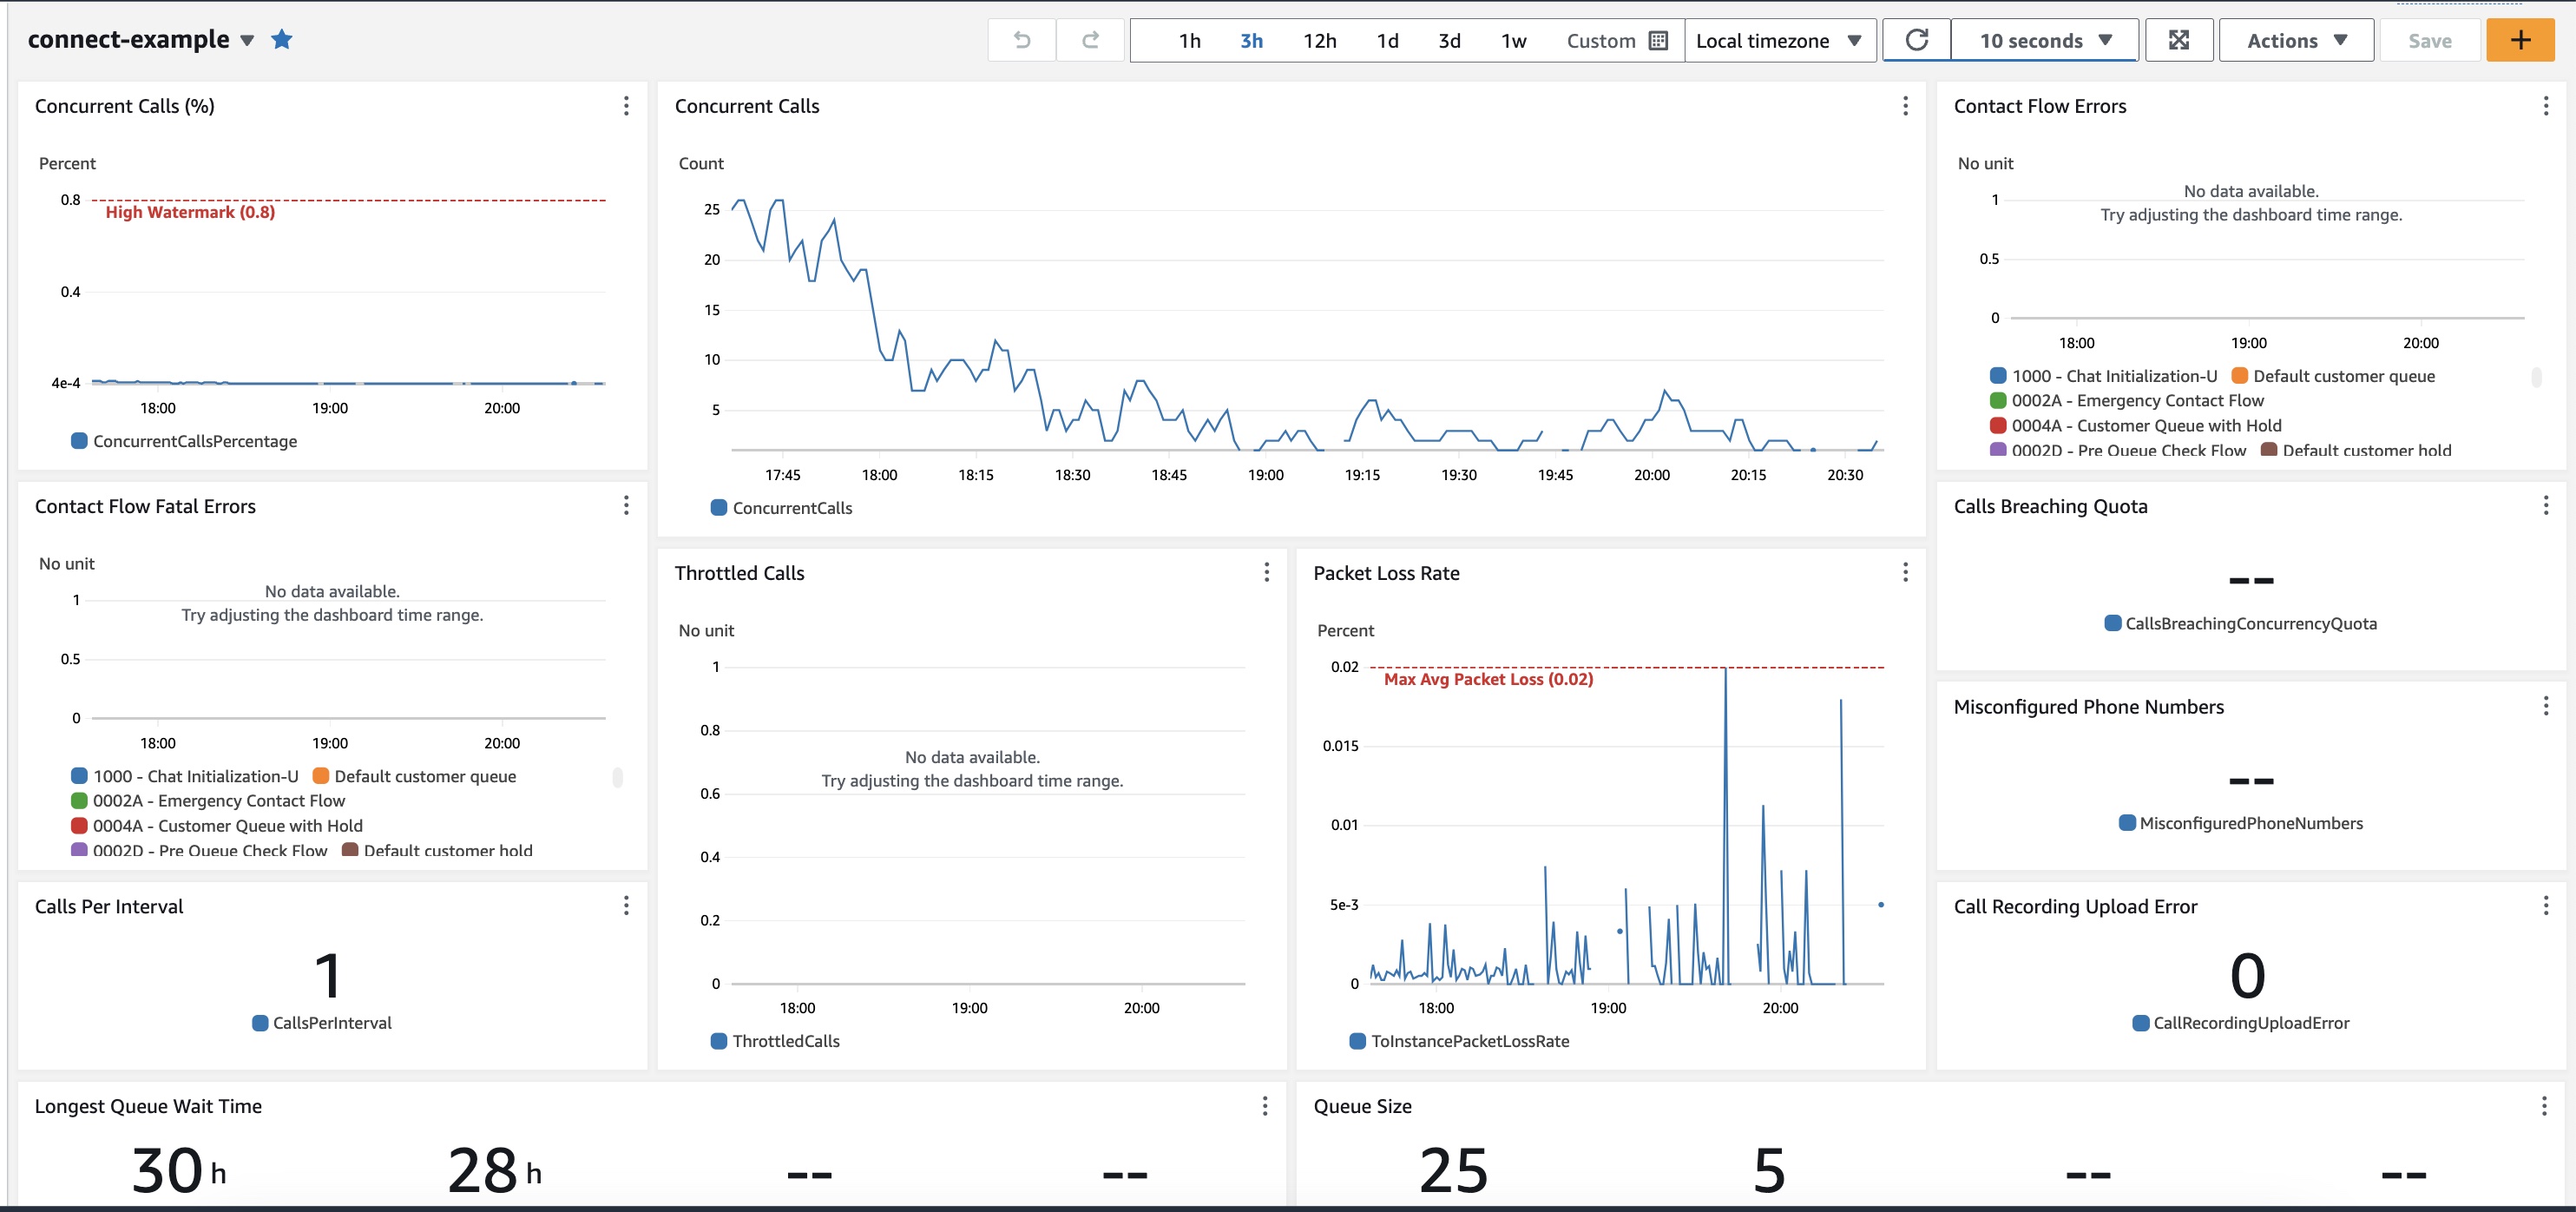 connect-example
1h 3h 12h 1d 3d 1w Custom Local timezone 10 seconds Actions Save +
Concurrent Calls (%)
Percent
0.8
High Watermark (0.8)
0.4
4e-4
18:00 19:00 20:00
ConcurrentCallsPercentage
Concurrent Calls
Count
25
20
15
10
5
17:45 18:00 18:15 18:30 18:45 19:00 19:15 19:30 19:45 20:00 20:15 20:30
ConcurrentCalls
Contact Flow Errors
No unit
No data available.
Try adjusting the dashboard time range.
1
0.5
0
18:00 19:00 20:00
1000 - Chat Initialization-U Default customer queue
0002A - Emergency Contact Flow
0004A - Customer Queue with Hold
0002D - Pre Queue Check Flow Default customer hold
Contact Flow Fatal Errors
No unit
No data available.
Try adjusting the dashboard time range.
1
0.5
0
18:00 19:00 20:00
1000 - Chat Initialization-U Default customer queue
0002A - Emergency Contact Flow
0004A - Customer Queue with Hold
0002D - Pre Queue Check Flow Default customer hold
Throttled Calls
No unit
1
0.8
No data available.
Try adjusting the dashboard time range.
0.6
0.4
0.2
0
18:00 19:00 20:00
ThrottledCalls
Packet Loss Rate
Percent
0.02
Max Avg Packet Loss (0.02)
0.015
0.01
5e-3
0
18:00 19:00 20:00
ToInstancePacketLossRate
Calls Breaching Quota
--
CallsBreachingConcurrencyQuota
Misconfigured Phone Numbers
--
MisconfiguredPhoneNumbers
Calls Per Interval
1
CallsPerInterval
Call Recording Upload Error
0
CallRecordingUploadError
Longest Queue Wait Time
30 h 28 h -- --
Queue Size
25 5 -- --